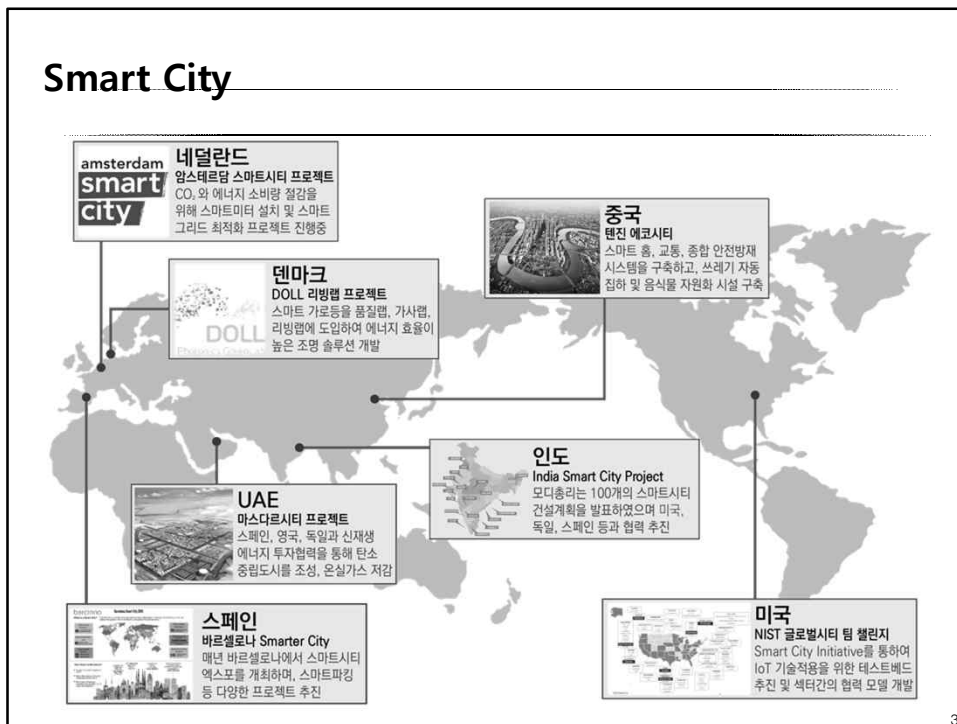 Smart City
amsterdam
smart
city
네덜란드
암스테르담 스마트시티 프로젝트
CO₂ 와 에너지 소비량 절감을
위해 스마트미터 설치 및 스마트
그리드 최적화 프로젝트 진행중
중국
텐진 에코시티
스마트 홈, 교통, 종합 안전방재
시스템을 구축하고, 쓰레기 자동
집하 및 음식물 자원화 시설 구축
DOLL
덴마크
DOLL 리빙랩 프로젝트
스마트 가로등을 품질랩, 가사랩,
리빙랩에 도입하여 에너지 효율이
높은 조명 솔루션 개발
인도
India Smart City Project
모디총리는 100개의 스마트시티
건설계획을 발표하였으며 미국,
독일, 스페인 등과 협력 추진
UAE
마스다르시티 프로젝트
스페인, 영국, 독일과 신재생
에너지 투자협력을 통해 탄소
중립도시를 조성, 온실가스 저감
스페인
바르셀로나 Smarter City
매년 바르셀로나에서 스마트시티
엑스포를 개최하며, 스마트파킹
등 다양한 프로젝트 추진
미국
NIST 글로벌시티 팀 챌린지
Smart City Initiative를 통하여
IoT 기술적용을 위한 테스트베드
추진 및 섹터간의 협력 모델 개발
3